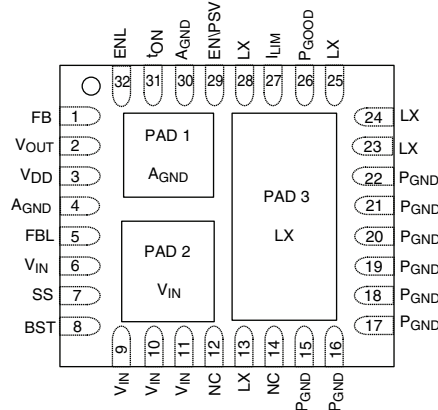 ENL
tON
AGND
EN\PSV
LX
ILIM
PGOOD
LX
32
31
30
29
28
27
26
25
FB 1
VOUT 2
VDD 3
AGND 4
FBL 5
VIN 6
SS 7
BST 8
PAD 1
AGND
PAD 2
VIN
PAD 3
LX
24 LX
23 LX
22 PGND
21 PGND
20 PGND
19 PGND
18 PGND
17 PGND
9
10
11
12
13
14
15
16
VIN
VIN
VIN
NC
LX
NC
PGND
PGND